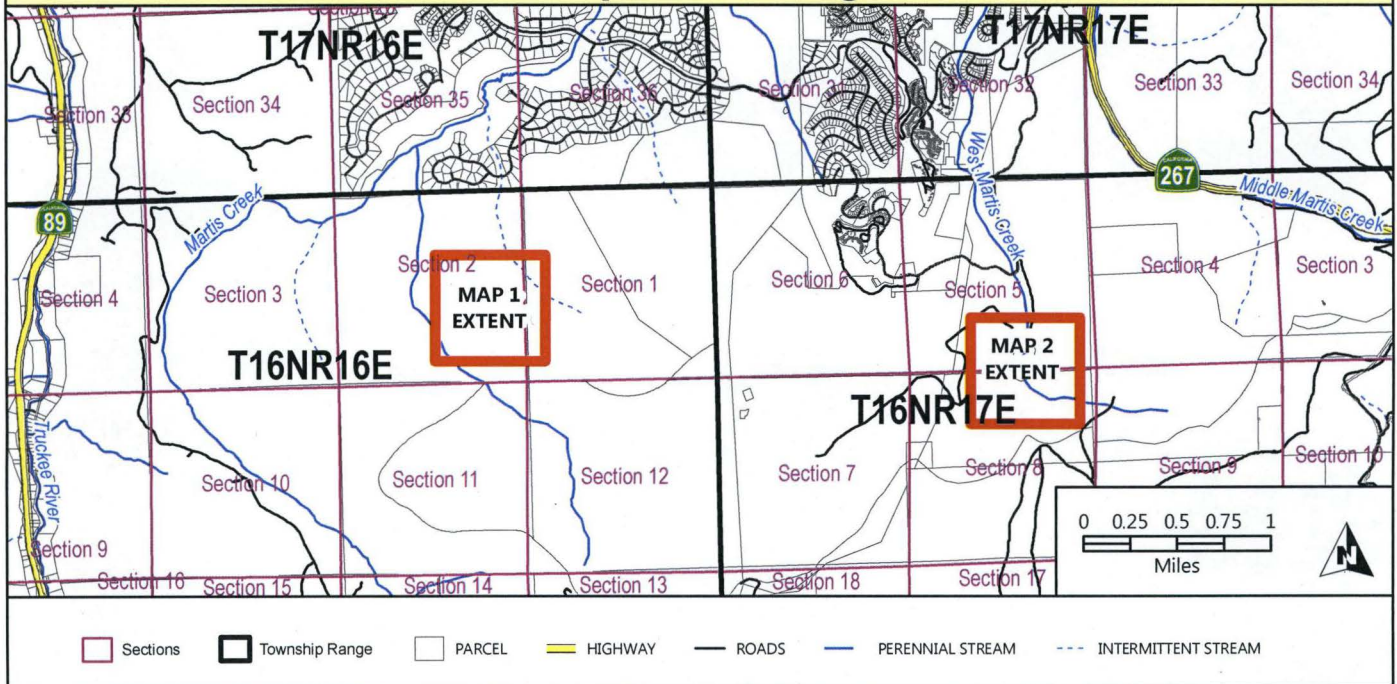 T17NR16E
T17NR17E
Section 33
Section 34
Section 35
Section 36
Section 31
Section 32
Section 33
Section 34
CALIFORNIA
89
CALIFORNIA
267
Martis Creek
West Martis Creek
Middle Martis Creek
Section 4
Section 3
Section 2
MAP 1
EXTENT
Section 1
Section 6
Section 5
Section 4
Section 3
MAP 2
EXTENT
T16NR16E
T16NR17E
Truckee River
Section 9
Section 10
Section 11
Section 12
Section 7
Section 8
Section 9
Section 10
Section 16
Section 15
Section 14
Section 13
Section 18
Section 17
0 0.25 0.5 0.75 1
Miles
N
Sections Township Range PARCEL HIGHWAY ROADS PERENNIAL STREAM INTERMITTENT STREAM